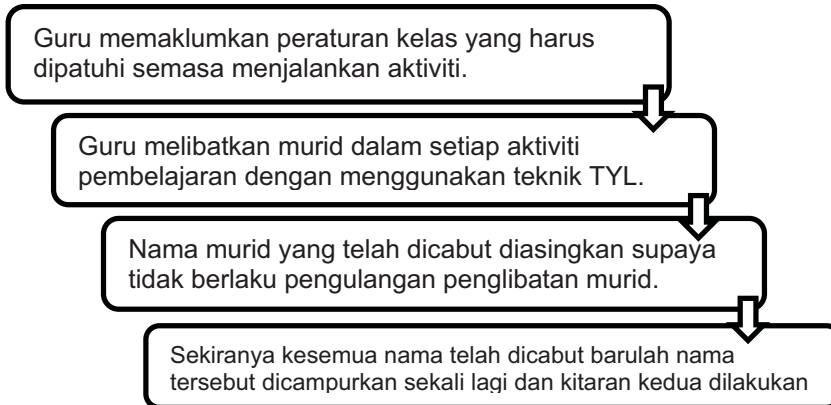 Guru memaklumkan peraturan kelas yang harus
dipatuhi semasa menjalankan aktiviti.
Guru melibatkan murid dalam setiap aktiviti
pembelajaran dengan menggunakan teknik TYL.
Nama murid yang telah dicabut diasingkan supaya
tidak berlaku pengulangan penglibatan murid.
Sekiranya kesemua nama telah dicabut barulah nama
tersebut dicampurkan sekali lagi dan kitaran kedua dilakukan